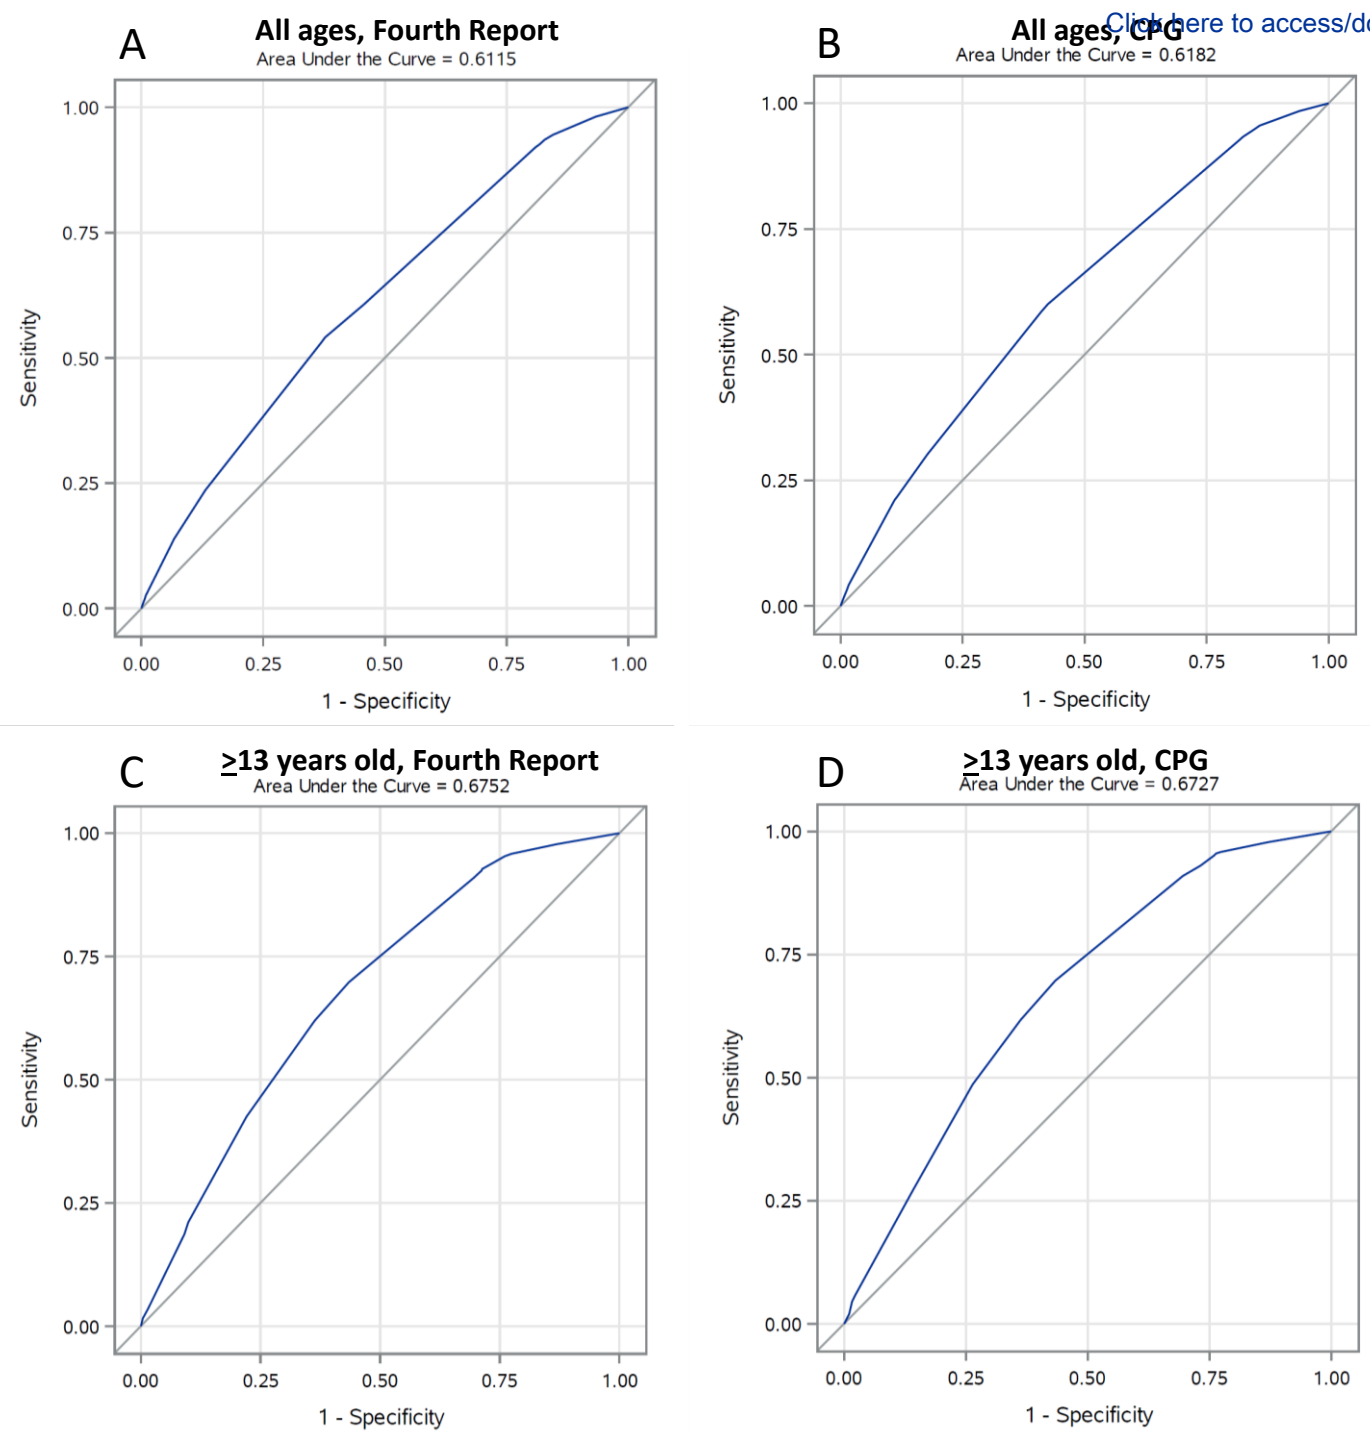 A
All ages, Fourth Report
Area Under the Curve = 0.6115
1.00
0.75
0.50
0.25
0.00
Sensitivity
0.00 0.25 0.50 0.75 1.00
1 - Specificity
B
All ages, CPG
Click here to access/do
Area Under the Curve = 0.6182
1.00
0.75
0.50
0.25
0.00
Sensitivity
0.00 0.25 0.50 0.75 1.00
1 - Specificity
C
≥13 years old, Fourth Report
Area Under the Curve = 0.6752
1.00
0.75
0.50
0.25
0.00
Sensitivity
0.00 0.25 0.50 0.75 1.00
1 - Specificity
D
≥13 years old, CPG
Area Under the Curve = 0.6727
1.00
0.75
0.50
0.25
0.00
Sensitivity
0.00 0.25 0.50 0.75 1.00
1 - Specificity